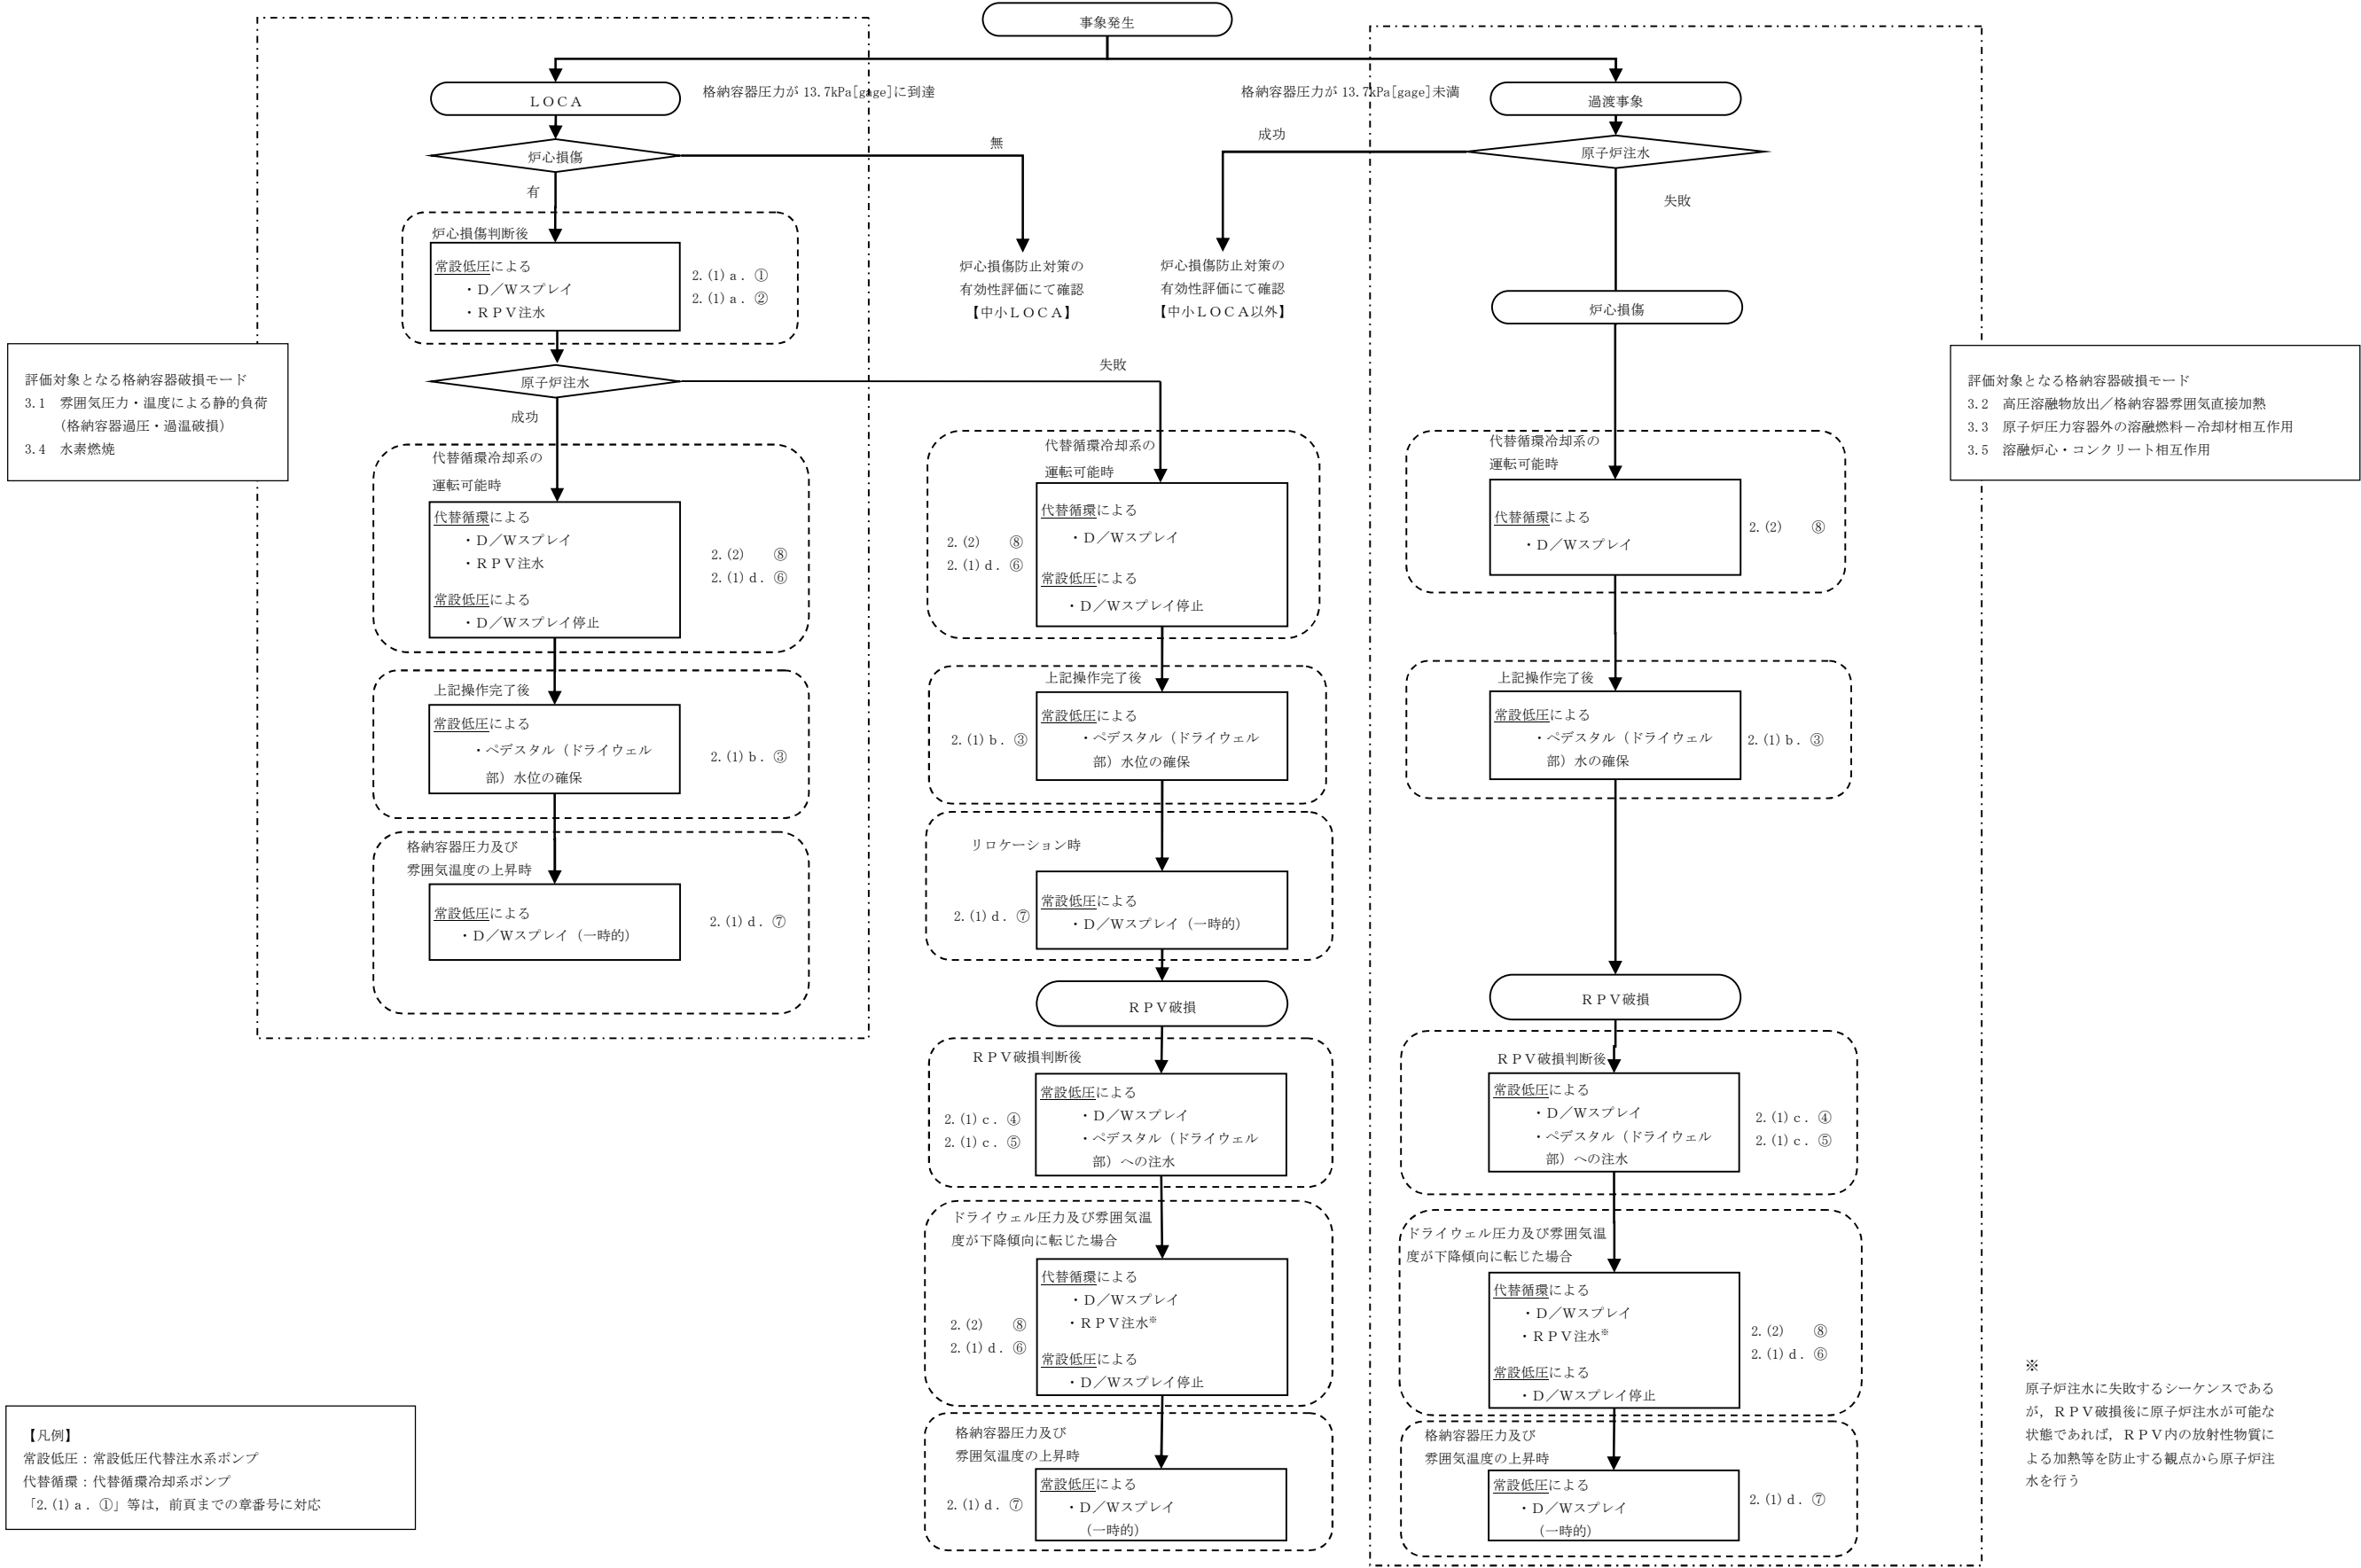 事象発生
LOCA
格納容器圧力が 13.7kPa[gage]に到達
格納容器圧力が 13.7kPa[gage]未満
過渡事象
炉心損傷
無
有
成功
原子炉注水
失敗
炉心損傷判断後
常設低圧による
・D／Wスプレイ
・RPV注水
2.(1)a．①
2.(1)a．②
炉心損傷防止対策の
有効性評価にて確認
【中小LOCA】
炉心損傷防止対策の
有効性評価にて確認
【中小LOCA以外】
炉心損傷
評価対象となる格納容器破損モード
3.1　雰囲気圧力・温度による静的負荷
（格納容器過圧・過温破損）
3.4　水素燃焼
評価対象となる格納容器破損モード
3.2　高圧溶融物放出／格納容器雰囲気直接加熱
3.3　原子炉圧力容器外の溶融燃料－冷却材相互作用
3.5　溶融炉心・コンクリート相互作用
原子炉注水
失敗
成功
代替循環冷却系の
運転可能時
代替循環による
・D／Wスプレイ
・RPV注水
常設低圧による
・D／Wスプレイ停止
2.(2)　　⑧
2.(1)d．⑥
上記操作完了後
常設低圧による
・ペデスタル（ドライウェル
部）水位の確保
2.(1)b．③
格納容器圧力及び
雰囲気温度の上昇時
常設低圧による
・D／Wスプレイ（一時的）
2.(1)d．⑦
代替循環冷却系の
運転可能時
代替循環による
・D／Wスプレイ
常設低圧による
・D／Wスプレイ停止
2.(2)　　⑧
2.(1)d．⑥
上記操作完了後
常設低圧による
・ペデスタル（ドライウェル
部）水位の確保
2.(1)b．③
リロケーション時
常設低圧による
・D／Wスプレイ（一時的）
2.(1)d．⑦
RPV破損
RPV破損判断後
常設低圧による
・D／Wスプレイ
・ペデスタル（ドライウェル
部）への注水
2.(1)c．④
2.(1)c．⑤
ドライウェル圧力及び雰囲気温
度が下降傾向に転じた場合
代替循環による
・D／Wスプレイ
・RPV注水※
常設低圧による
・D／Wスプレイ停止
2.(2)　　⑧
2.(1)d．⑥
格納容器圧力及び
雰囲気温度の上昇時
常設低圧による
・D／Wスプレイ
（一時的）
2.(1)d．⑦
代替循環冷却系の
運転可能時
代替循環による
・D／Wスプレイ
2.(2)　　⑧
上記操作完了後
常設低圧による
・ペデスタル（ドライウェル
部）水の確保
2.(1)b．③
RPV破損
RPV破損判断後
常設低圧による
・D／Wスプレイ
・ペデスタル（ドライウェル
部）への注水
2.(1)c．④
2.(1)c．⑤
ドライウェル圧力及び雰囲気温
度が下降傾向に転じた場合
代替循環による
・D／Wスプレイ
・RPV注水※
常設低圧による
・D／Wスプレイ停止
2.(2)　　⑧
2.(1)d．⑥
格納容器圧力及び
雰囲気温度の上昇時
常設低圧による
・D／Wスプレイ
（一時的）
2.(1)d．⑦
【凡例】
常設低圧：常設低圧代替注水系ポンプ
代替循環：代替循環冷却系ポンプ
「2.(1)a．①」等は，前頁までの章番号に対応
※
原子炉注水に失敗するシーケンスである
が，RPV破損後に原子炉注水が可能な
状態であれば，RPV内の放射性物質に
よる加熱等を防止する観点から原子炉注
水を行う